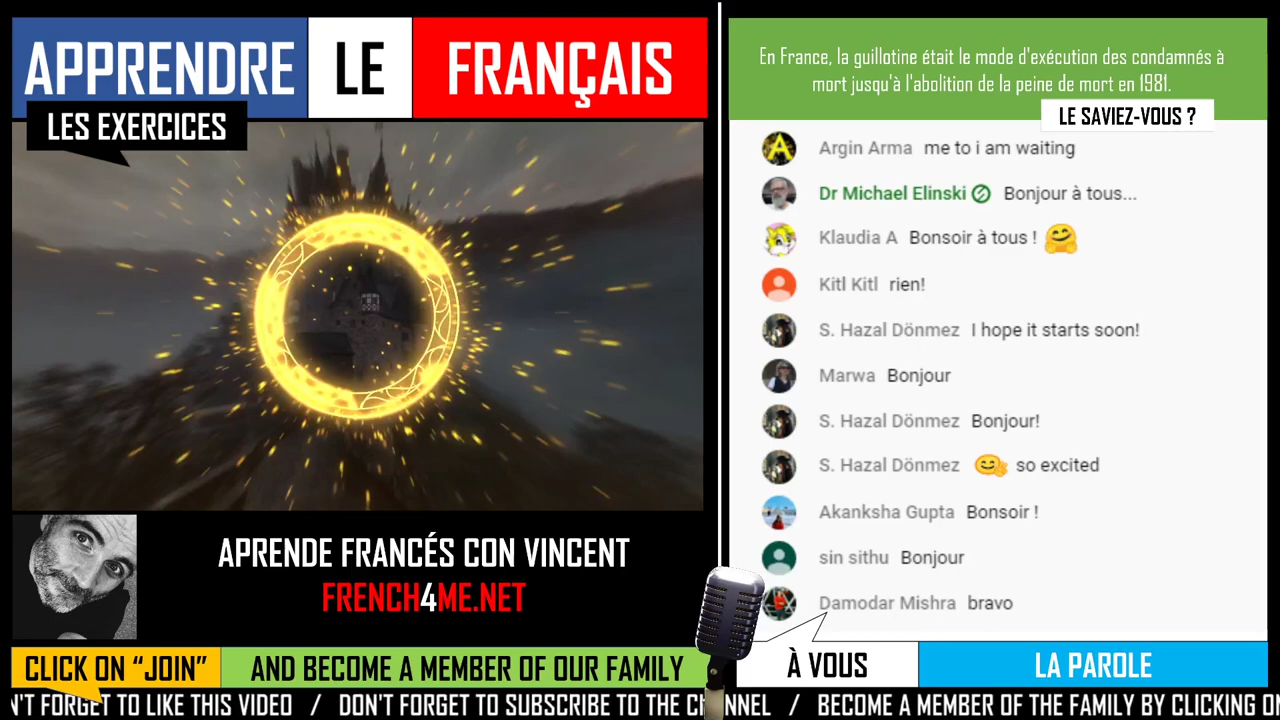 APPRENDRE LE FRANÇAIS
LES EXERCICES
APRENDE FRANCÉS CON VINCENT
FRENCH4ME.NET
CLICK ON “JOIN” AND BECOME A MEMBER OF OUR FAMILY
En France, la guillotine était le mode d'exécution des condamnés à
mort jusqu'à l'abolition de la peine de mort en 1981.
LE SAVIEZ-VOUS ?
A
Argin Arma me to i am waiting
Dr Michael Elinski Bonjour à tous...
Klaudia A Bonsoir à tous ! 🤗
Kitl Kitl rien!
S. Hazal Dönmez I hope it starts soon!
Marwa Bonjour
S. Hazal Dönmez Bonjour!
S. Hazal Dönmez so excited
Akanksha Gupta Bonsoir !
sin sithu Bonjour
Damodar Mishra bravo
À VOUS LA PAROLE
N'T FORGET TO LIKE THIS VIDEO / DON'T FORGET TO SUBSCRIBE TO THE CH NNEL / BECOME A MEMBER OF THE FAMILY BY CLICKING